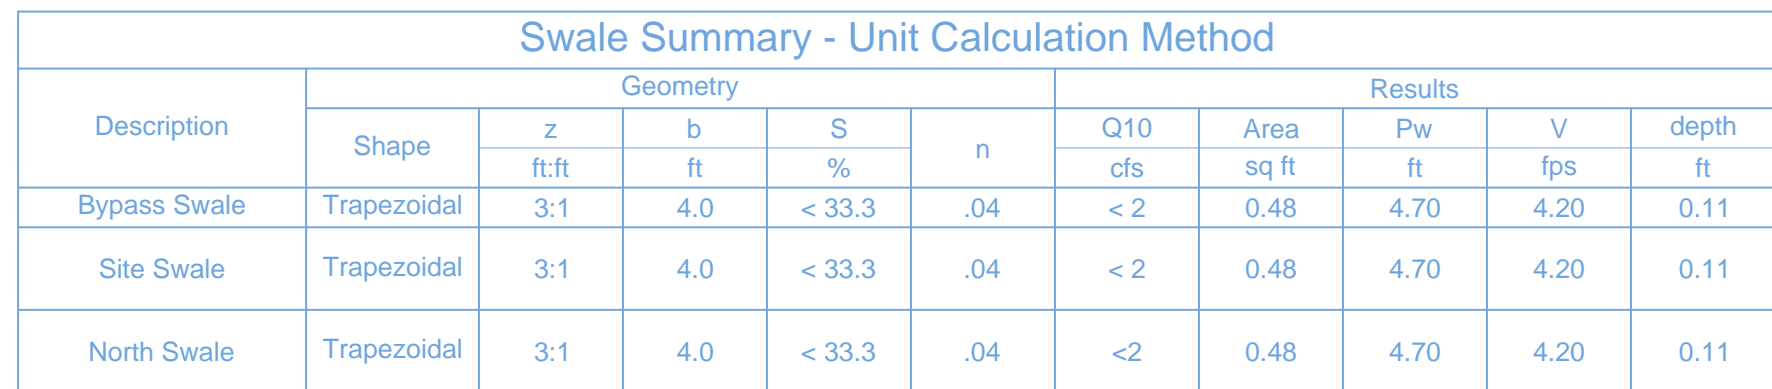 Swale Summary - Unit Calculation Method
Description Geometry Results
Shape z b S n Q10 Area Pw V depth
ft:ft ft % cfs sq ft ft fps ft
Bypass Swale Trapezoidal 3:1 4.0 < 33.3 .04 < 2 0.48 4.70 4.20 0.11
Site Swale Trapezoidal 3:1 4.0 < 33.3 .04 < 2 0.48 4.70 4.20 0.11
North Swale Trapezoidal 3:1 4.0 < 33.3 .04 <2 0.48 4.70 4.20 0.11